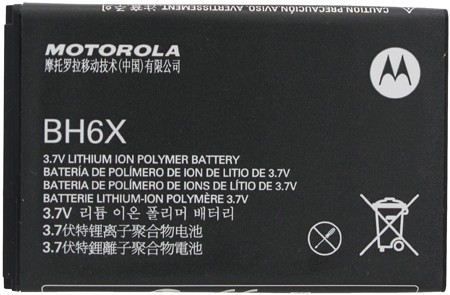 PRECAUCIÓN, AVERTISSEMENT
MOTOROLA
摩托罗拉移动技术(中国)有限公司
BH6X
3.7V LITHIUM ION POLYMER BATTERY
BATERÍA DE POLÍMERO DE ION DE LITIO DE 3.7V
BATERIA DE POLÍMERO DE IONS DE LÍTIO DE 3.7V
BATTERIE LITHIUM-ION POLYMÈRE 3.7V
3.7V 리튬 이온 폴리머 배터리
3.7伏特锂离子聚合物电池
3.7伏特鋰離子聚合物電池